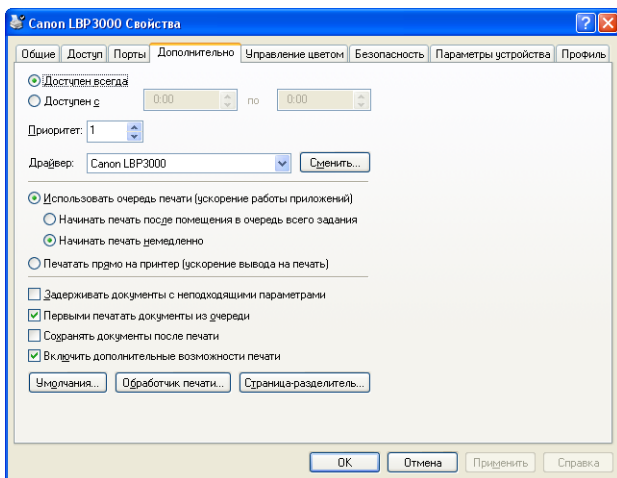 Canon LBP3000 Свойства
Общие Доступ Порты Дополнительно Управление цветом Безопасность Параметры устройства Профиль
Доступен всегда
Доступен с 0:00 по 0:00
Приоритет: 1
Драйвер: Canon LBP3000 Сменить...
Использовать очередь печати (ускорение работы приложений)
Начинать печать после помещения в очередь всего задания
Начинать печать немедленно
Печатать прямо на принтер (ускорение вывода на печать)
Задерживать документы с неподходящими параметрами
Первыми печатать документы из очереди
Сохранять документы после печати
Включить дополнительные возможности печати
Умолчания... Обработчик печати... Страница-разделитель...
OK Отмена Применить Справка